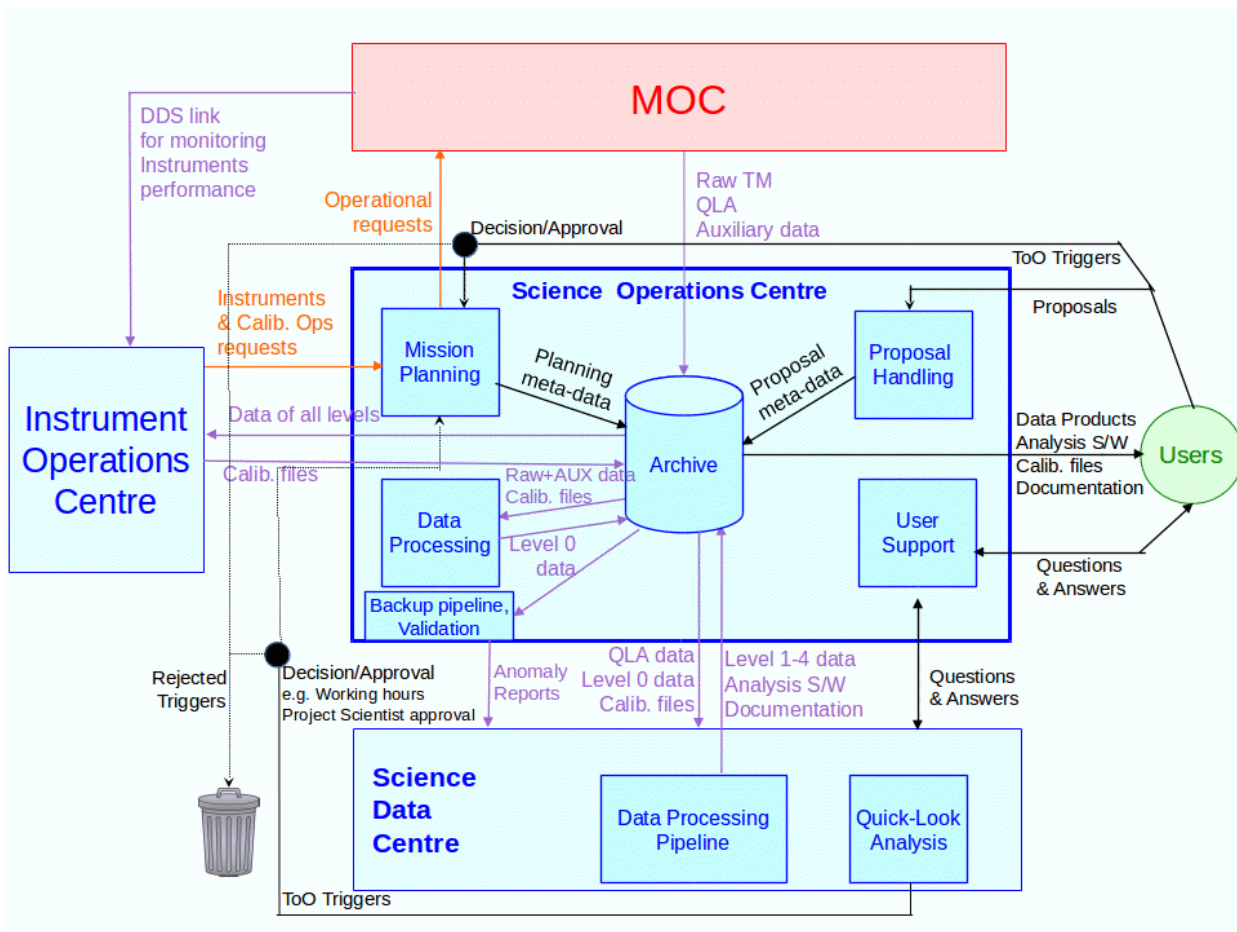 MOC
DDS link
for monitoring
Instruments
performance
Raw TM
QLA
Auxiliary data
Operational
requests
Decision/Approval
ToO Triggers
Science Operations Centre
Instruments
& Calib. Ops
requests
Proposals
Mission
Planning
Planning
meta-data
Proposal
meta-data
Proposal
Handling
Instrument
Operations
Centre
Data of all levels
Calib. files
Archive
Data Products
Analysis S/W
Calib. files
Documentation
Users
Raw+AUX data
Calib. files
Data
Processing
Level 0
data
User
Support
Questions
& Answers
Backup pipeline,
Validation
Rejected
Triggers
Decision/Approval
e.g. Working hours
Project Scientist approval
Anomaly
Reports
QLA data
Level 0 data
Calib. files
Level 1-4 data
Analysis S/W
Documentation
Questions
& Answers
Science
Data
Centre
Data Processing
Pipeline
Quick-Look
Analysis
ToO Triggers